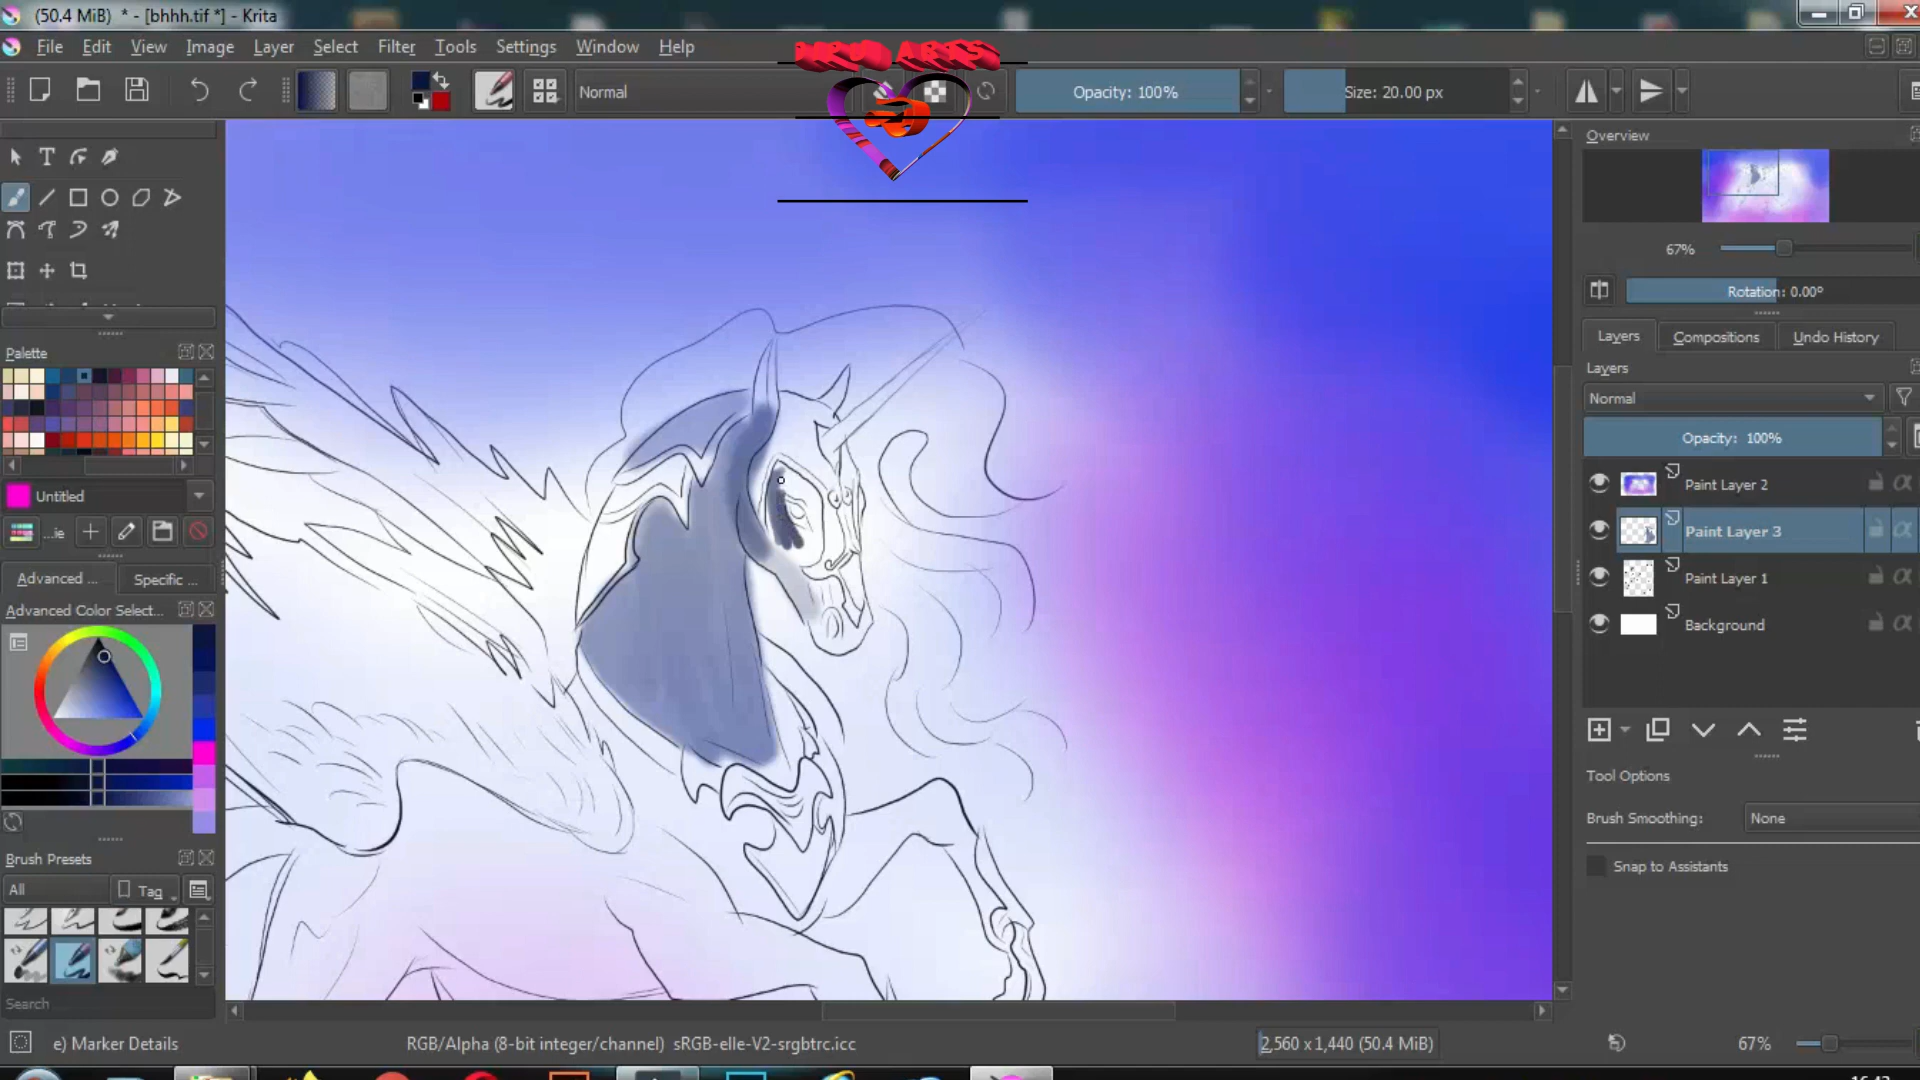 (50.4 MiB) * - [bhhh.tif *] - Krita
File Edit View Image Layer Select Filter Tools Settings Window Help
Normal
Opacity: 100%
Size: 20.00 px
Overview
67%
Rotation: 0.00°
Layers Compositions Undo History
Layers
Normal
Opacity: 100%
Paint Layer 2
Paint Layer 3
Paint Layer 1
Background
Tool Options
Brush Smoothing: None
Snap to Assistants
Palette
Untitled
..ie
Advanced ... Specific ...
Advanced Color Select...
Brush Presets
All Tag
Search
e) Marker Details
RGB/Alpha (8-bit integer/channel) sRGB-elle-V2-srgbtrc.icc
2,560 x 1,440 (50.4 MiB)
67%